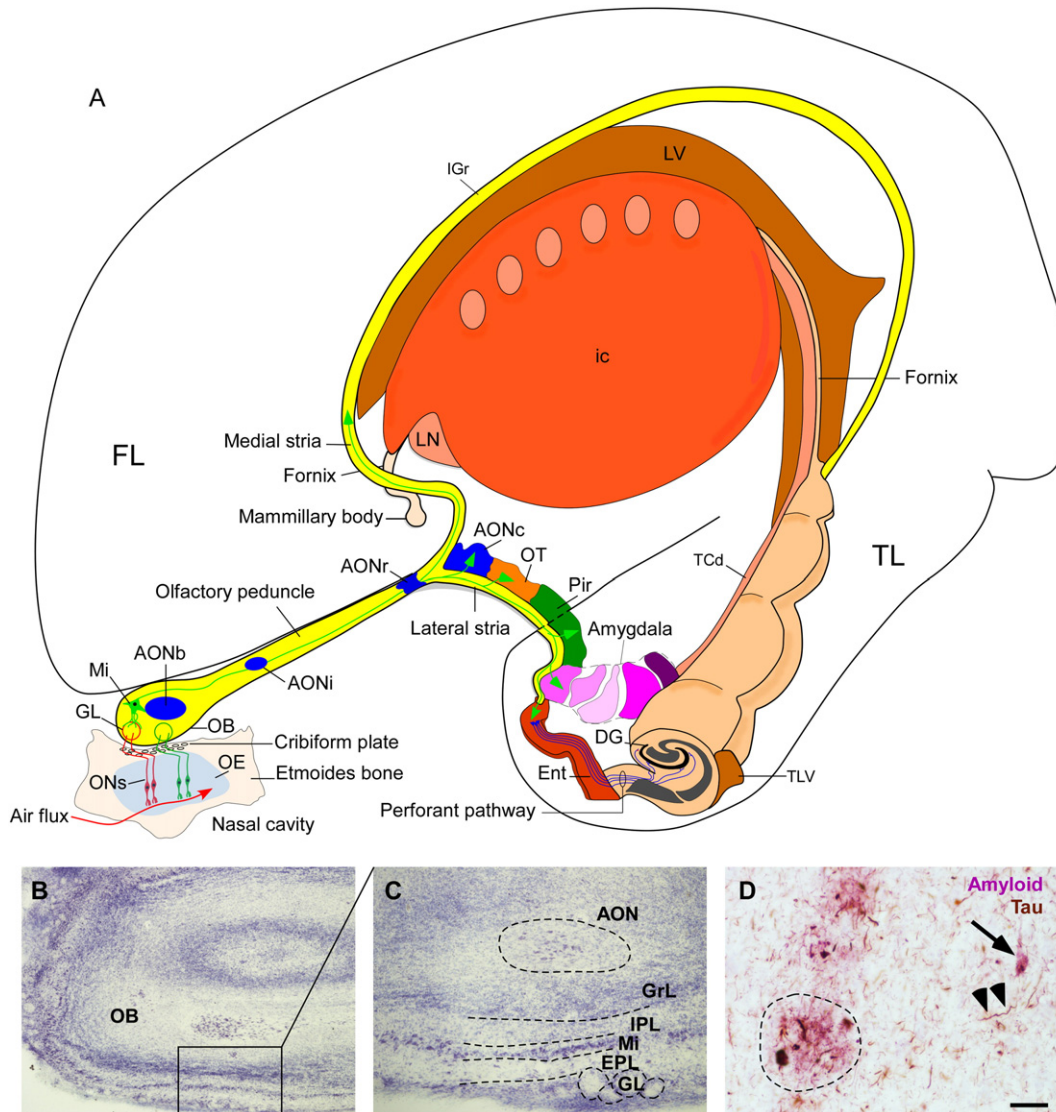 A
IGr
LV
ic
Fornix
Medial stria
LN
FL
Fornix
Mammillary body
AONc
TL
OT
AONr
TCd
Pir
Olfactory peduncle
Lateral stria
Amygdala
AONb
Mi
AONi
GL
OB
DG
Cribiform plate
OE
Ent
Etmoides bone
TLV
ONs
Perforant pathway
Air flux
Nasal cavity
B
OB
C
AON
GrL
IPL
Mi
EPL
GL
D
Amyloid
Tau